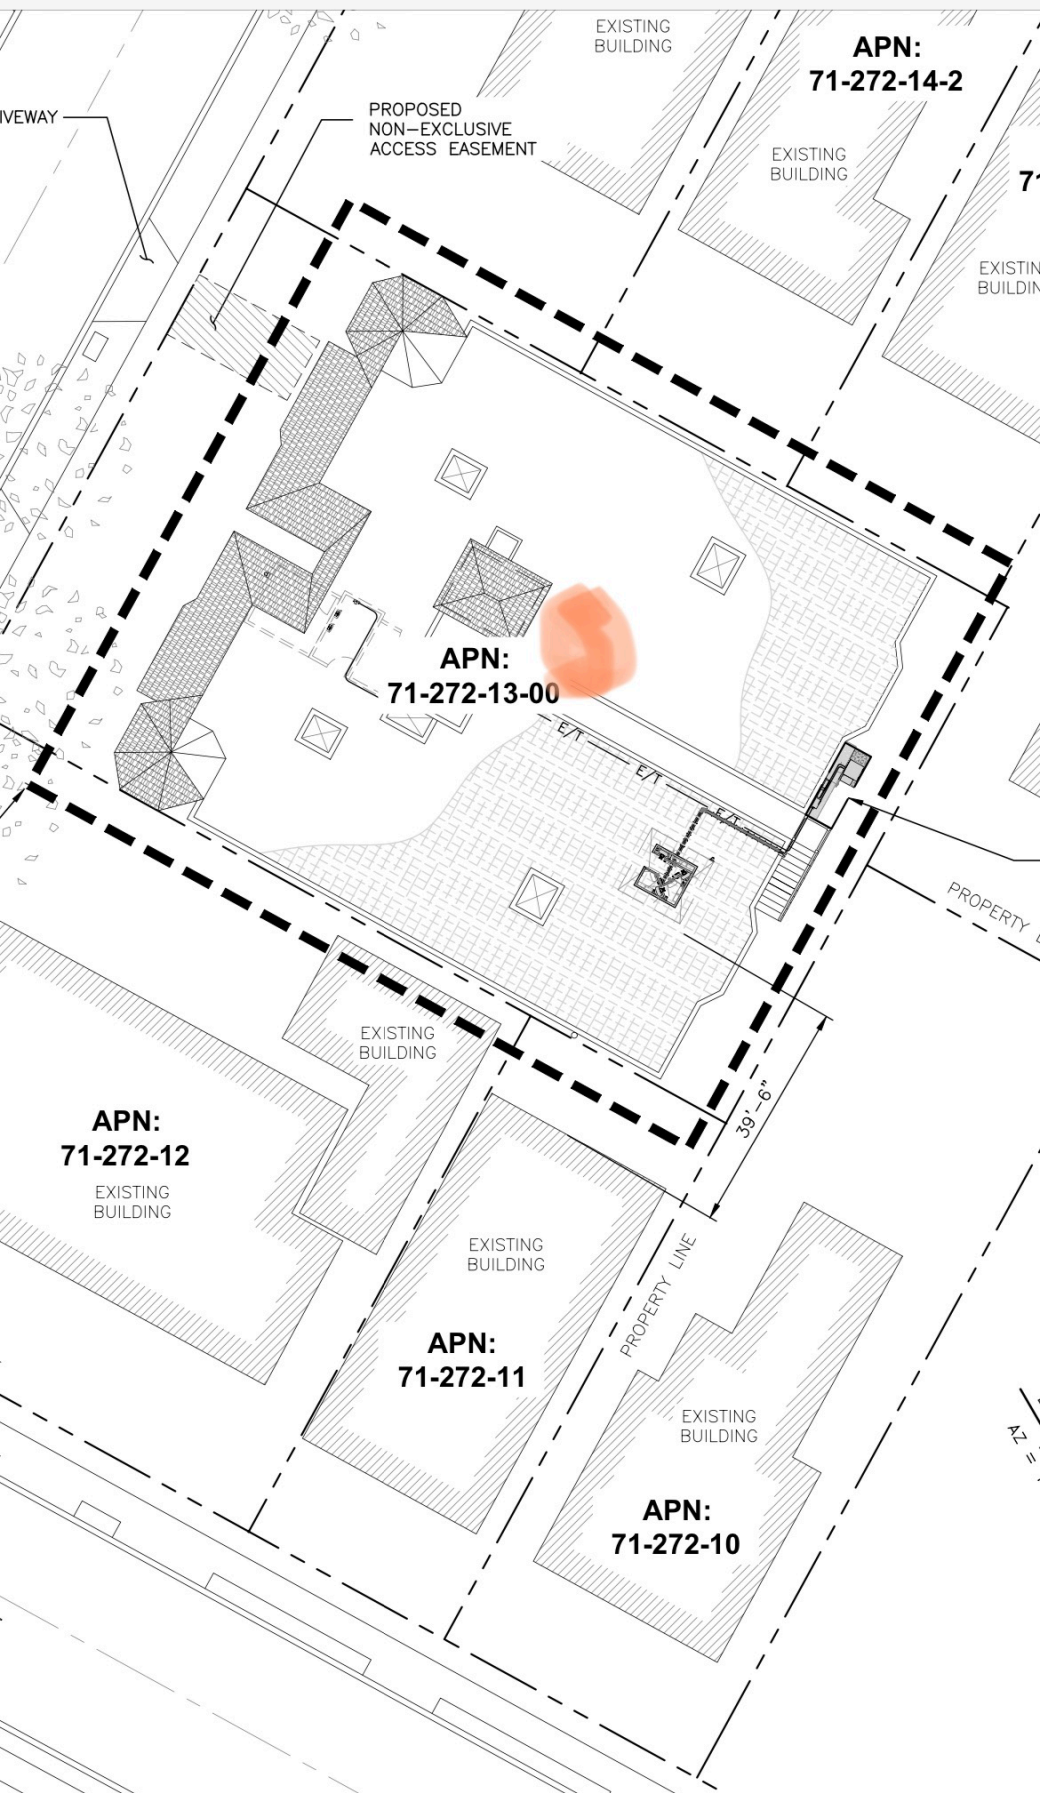 EXISTING
BUILDING
APN:
71-272-14-2
IVEWAY
PROPOSED
NON-EXCLUSIVE
ACCESS EASEMENT
EXISTING
BUILDING
71
EXISTIN
BUILDIN
APN:
71-272-13-00
E/T
E/T
E/T
PROPERTY L
EXISTING
BUILDING
39'-6"
APN:
71-272-12
EXISTING
BUILDING
EXISTING
BUILDING
PROPERTY LINE
APN:
71-272-11
EXISTING
BUILDING
AZ =
APN:
71-272-10